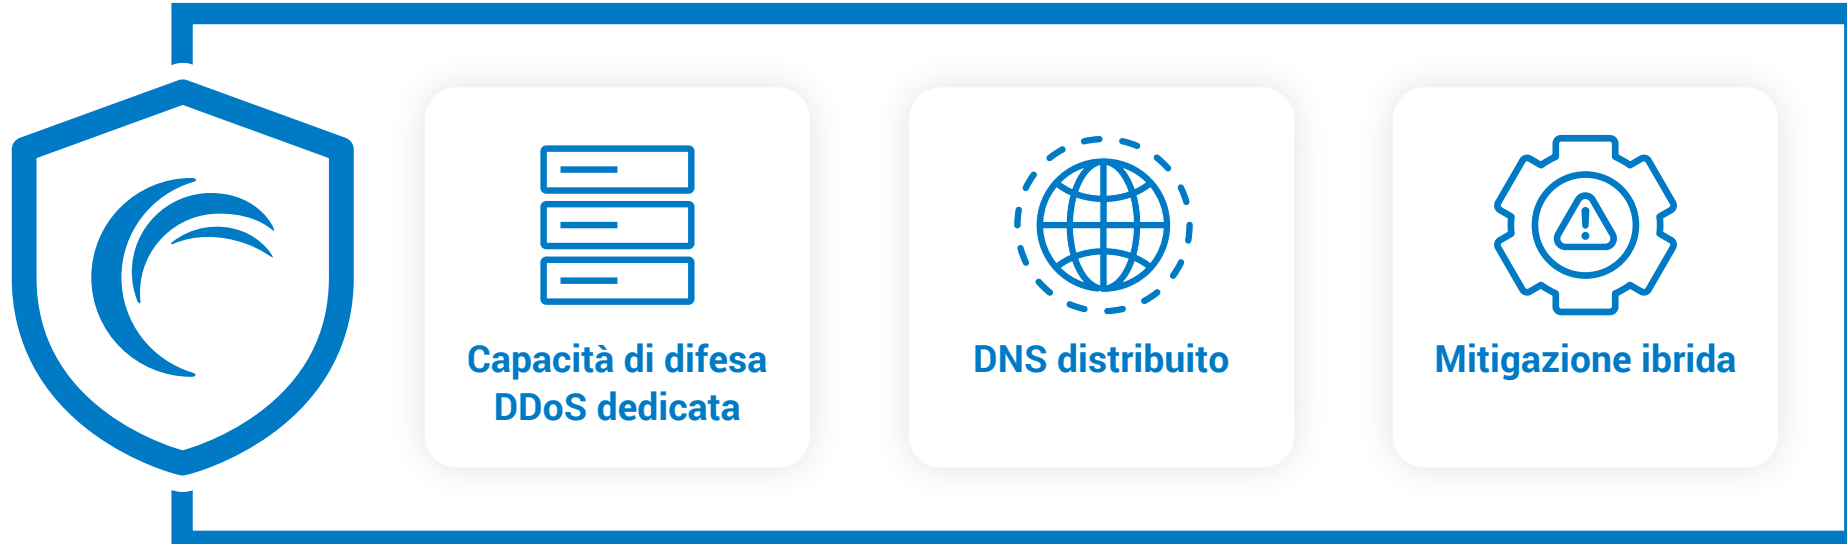 Capacità di difesa
DDoS dedicata
DNS distribuito
Mitigazione ibrida